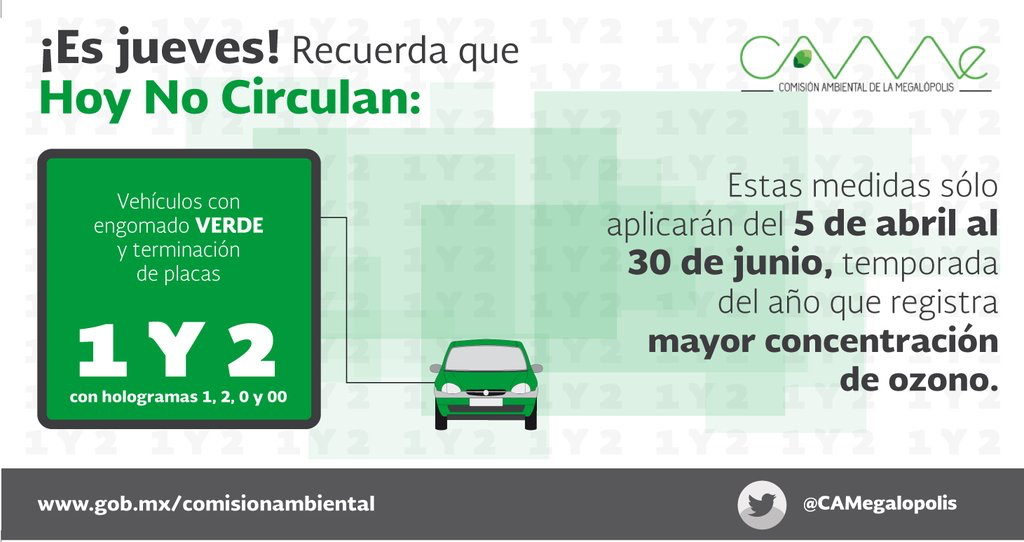 ¡Es jueves! Recuerda que
Hoy No Circulan:
CAMe
COMISIÓN AMBIENTAL DE LA MEGALÓPOLIS
Vehículos con
engomado VERDE
y terminación
de placas
1 Y 2
con hologramas 1, 2, 0 y 00
Estas medidas sólo
aplicarán del 5 de abril al
30 de junio, temporada
del año que registra
mayor concentración
de ozono.
www.gob.mx/comisionambiental
@CAMegalopolis